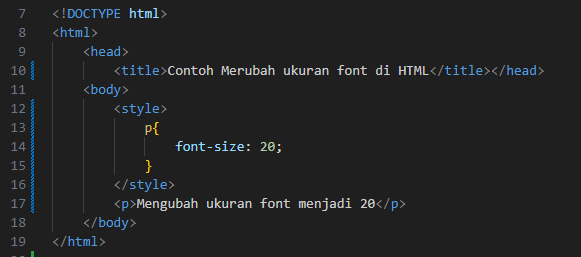 7 <!DOCTYPE html>
8 <html>
9     <head>
10         <title>Contoh Merubah ukuran font di HTML</title></head>
11     <body>
12         <style>
13             p{
14                 font-size: 20;
15             }
16         </style>
17         <p>Mengubah ukuran font menjadi 20</p>
18     </body>
19 </html>